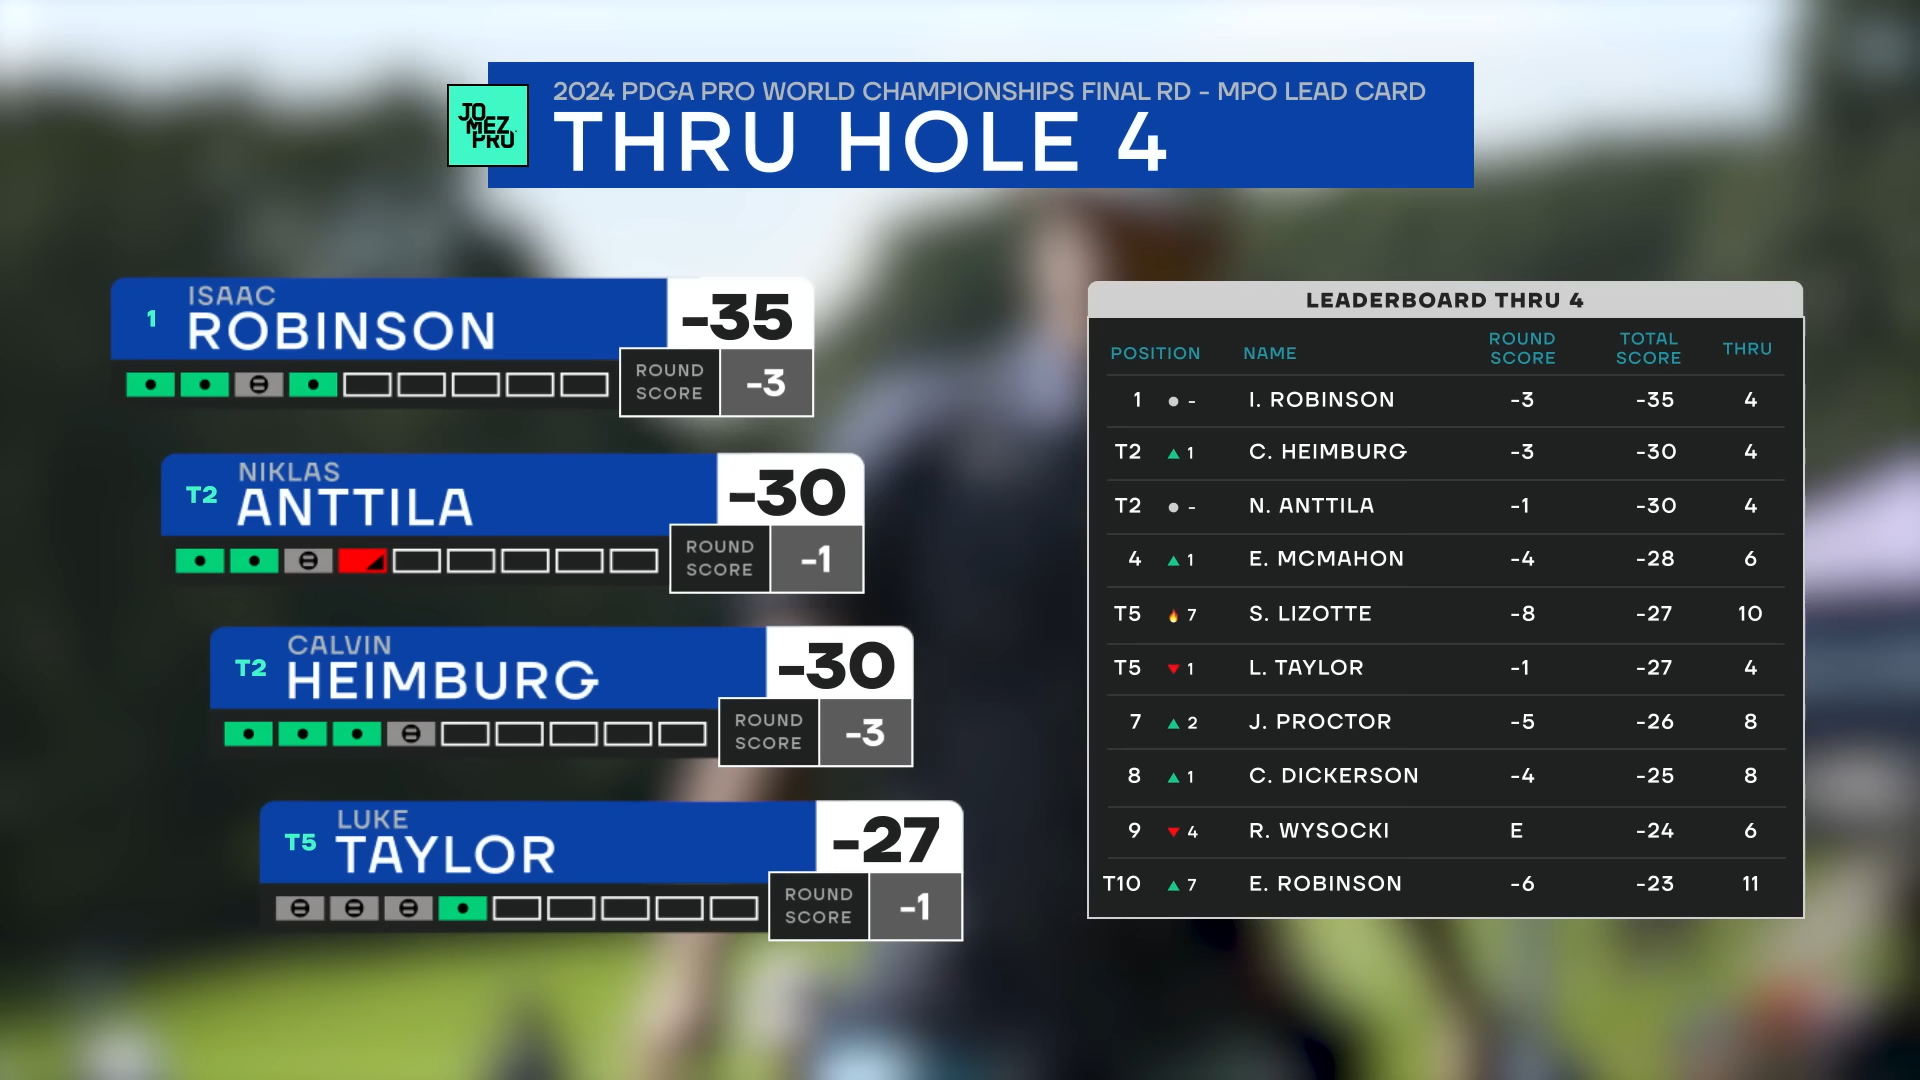 JOMEZPRO
2024 PDGA PRO WORLD CHAMPIONSHIPS FINAL RD - MPO LEAD CARD
THRU HOLE 4
1 ISAAC
ROBINSON
-35
ROUND SCORE -3
T2 NIKLAS
ANTTILA
-30
ROUND SCORE -1
T2 CALVIN
HEIMBURG
-30
ROUND SCORE -3
T5 LUKE
TAYLOR
-27
ROUND SCORE -1
LEADERBOARD THRU 4
POSITION NAME ROUND SCORE TOTAL SCORE THRU
1 - I. ROBINSON -3 -35 4
T2 1 C. HEIMBURG -3 -30 4
T2 - N. ANTTILA -1 -30 4
4 1 E. MCMAHON -4 -28 6
T5 7 S. LIZOTTE -8 -27 10
T5 1 L. TAYLOR -1 -27 4
7 2 J. PROCTOR -5 -26 8
8 1 C. DICKERSON -4 -25 8
9 4 R. WYSOCKI E -24 6
T10 7 E. ROBINSON -6 -23 11